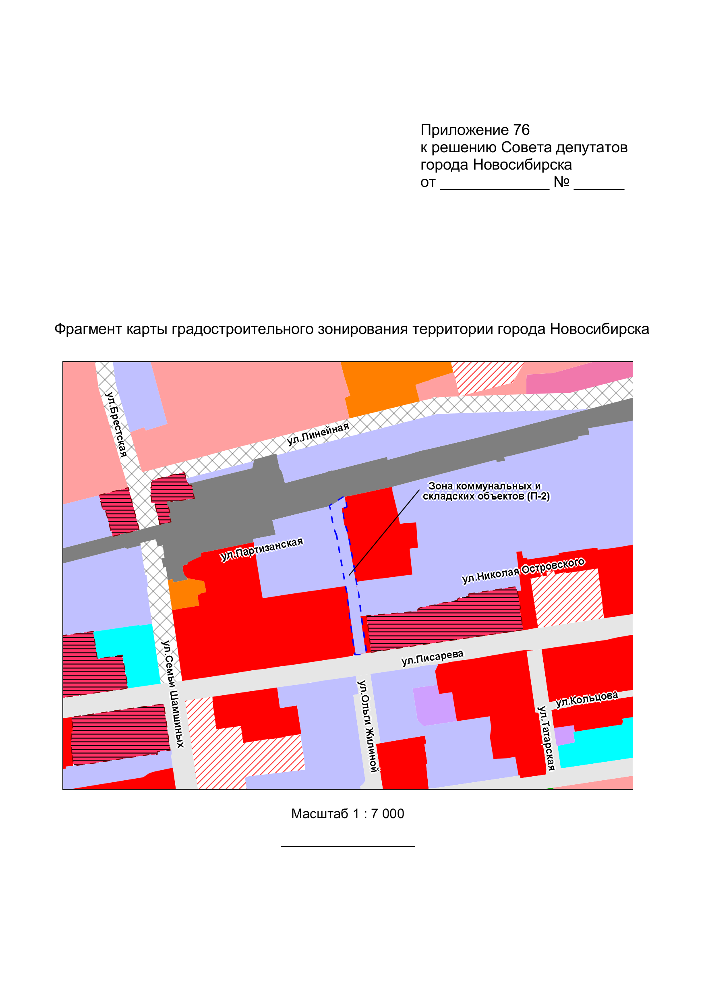 Приложение 76
к решению Совета депутатов
города Новосибирска
от _____________ № ______
Фрагмент карты градостроительного зонирования территории города Новосибирска
ул.Брестская
ул.Линейная
Зона коммунальных и
складских объектов (П-2)
ул.Партизанская
ул.Николая Островского
ул.Семьи Шамшиных
ул.Писарева
ул.Ольги Жилиной
ул.Кольцова
ул.Татарская
Масштаб 1 : 7 000